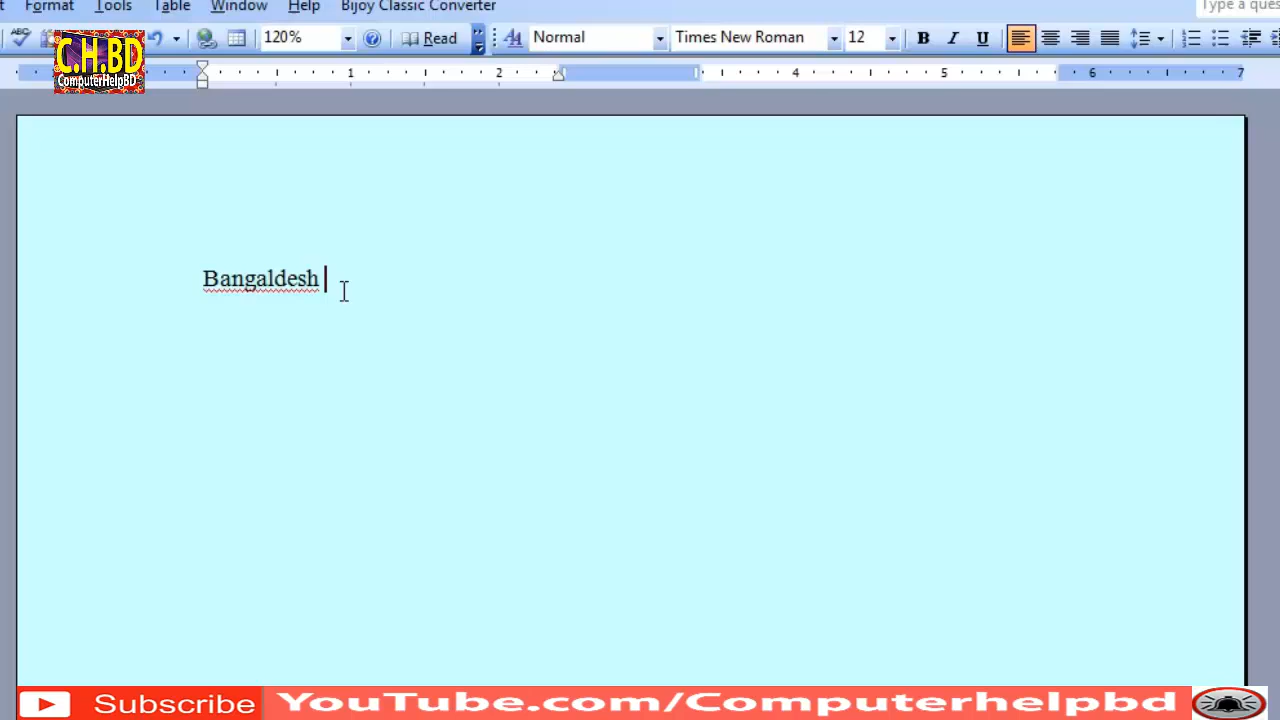 Format Tools Table Window Help Bijoy Classic Converter Type a ques
120% Read Normal Times New Roman 12 B I U
C.H.BD
ComputerHelpBD
1 2 4 5 6 7
Bangaldesh
Subscribe YouTube.com/Computerhelpbd